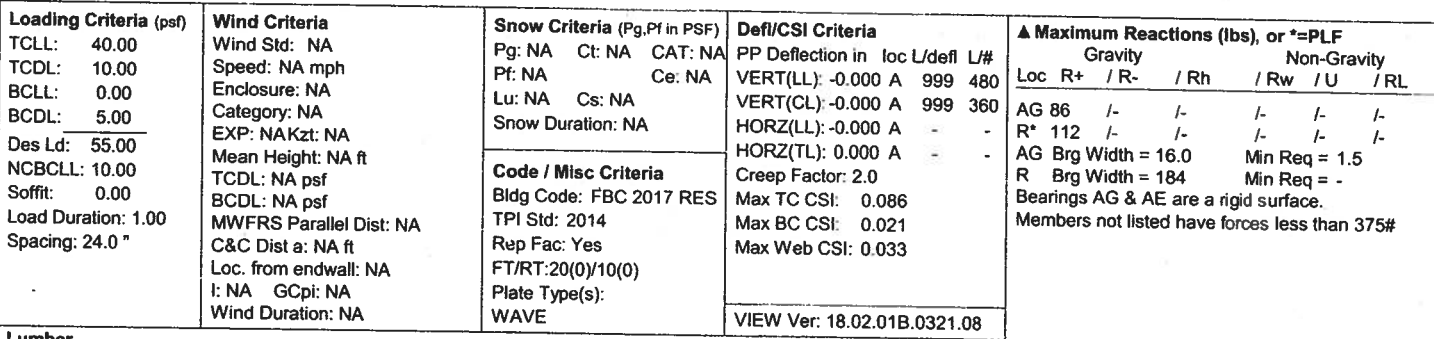 Loading Criteria (psf)
TCLL: 40.00
TCDL: 10.00
BCLL: 0.00
BCDL: 5.00
Des Ld: 55.00
NCBCLL: 10.00
Soffit: 0.00
Load Duration: 1.00
Spacing: 24.0 "
Wind Criteria
Wind Std: NA
Speed: NA mph
Enclosure: NA
Category: NA
EXP: NA Kzt: NA
Mean Height: NA ft
TCDL: NA psf
BCDL: NA psf
MWFRS Parallel Dist: NA
C&C Dist a: NA ft
Loc. from endwall: NA
I: NA GCpi: NA
Wind Duration: NA
Snow Criteria (Pg,Pf in PSF)
Pg: NA Ct: NA CAT: NA
Pf: NA Ce: NA
Lu: NA Cs: NA
Snow Duration: NA
Code / Misc Criteria
Bldg Code: FBC 2017 RES
TPI Std: 2014
Rep Fac: Yes
FT/RT:20(0)/10(0)
Plate Type(s):
WAVE
Defl/CSI Criteria
PP Deflection in loc L/defl L/#
VERT(LL): -0.000 A 999 480
VERT(CL): -0.000 A 999 360
HORZ(LL): -0.000 A - -
HORZ(TL): 0.000 A - -
Creep Factor: 2.0
Max TC CSI: 0.086
Max BC CSI: 0.021
Max Web CSI: 0.033
VIEW Ver: 18.02.01B.0321.08
▲ Maximum Reactions (lbs), or *=PLF
Gravity Non-Gravity
Loc R+ / R- / Rh / Rw / U / RL
AG 86 /- /- /- /- /-
R* 112 /- /- /- /- /-
AG Brg Width = 16.0 Min Req = 1.5
R Brg Width = 184 Min Req = -
Bearings AG & AE are a rigid surface.
Members not listed have forces less than 375#
Lumber